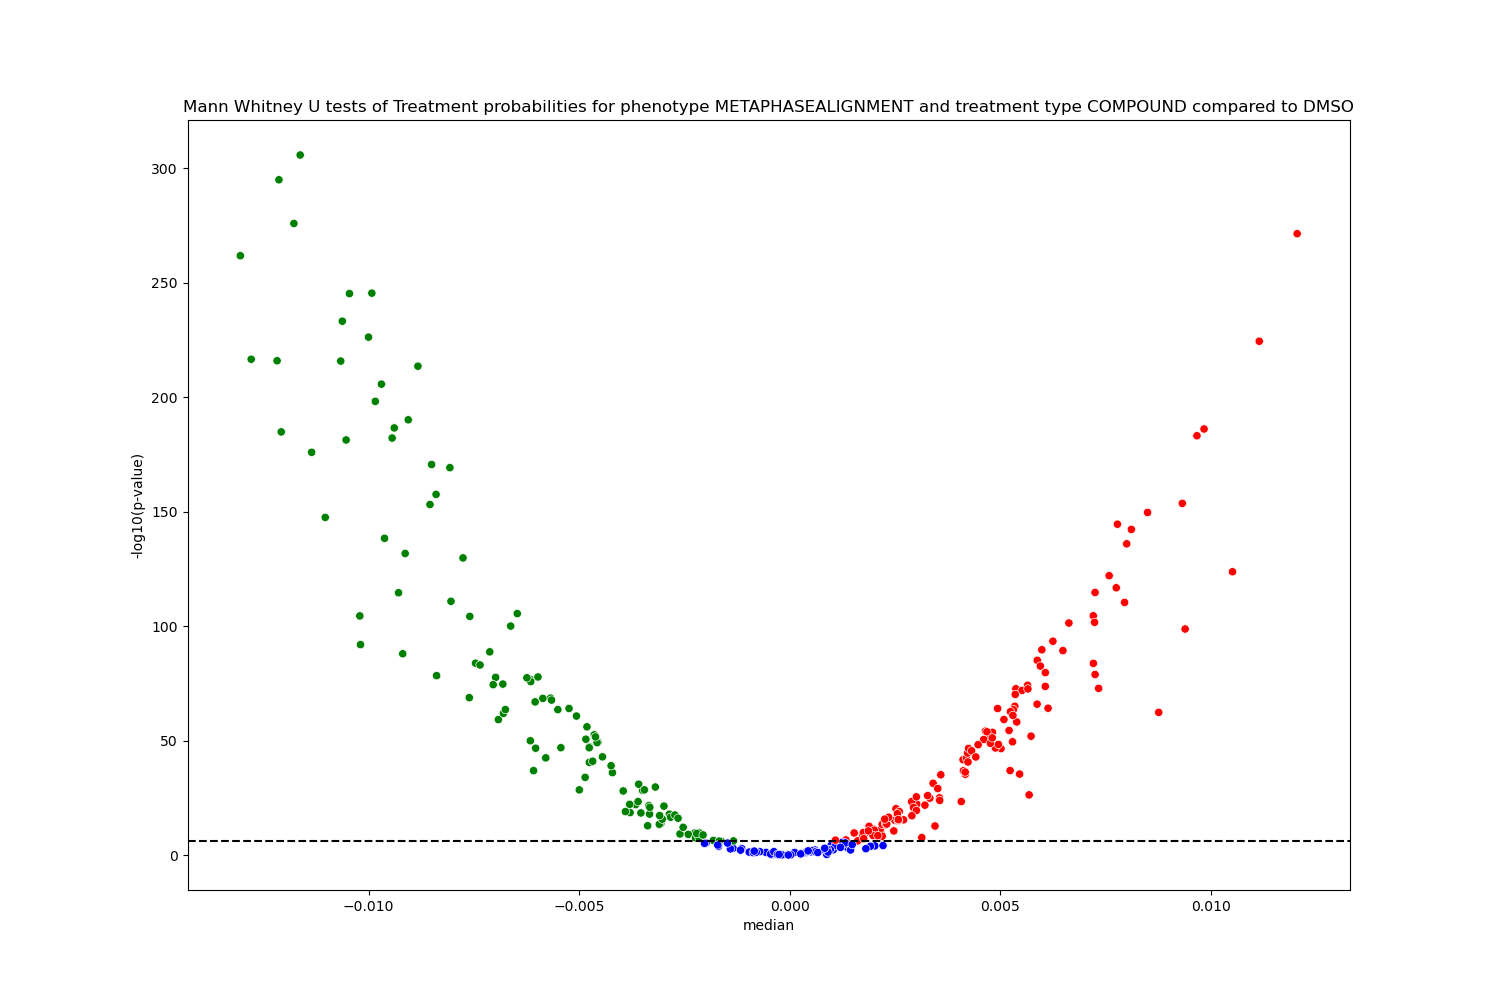 Mann Whitney U tests of Treatment probabilities for phenotype METAPHASEALIGNMENT and treatment type COMPOUND compared to DMSO
300
250
200
150
100
50
0
-log10(p-value)
−0.010 −0.005 0.000 0.005 0.010
median